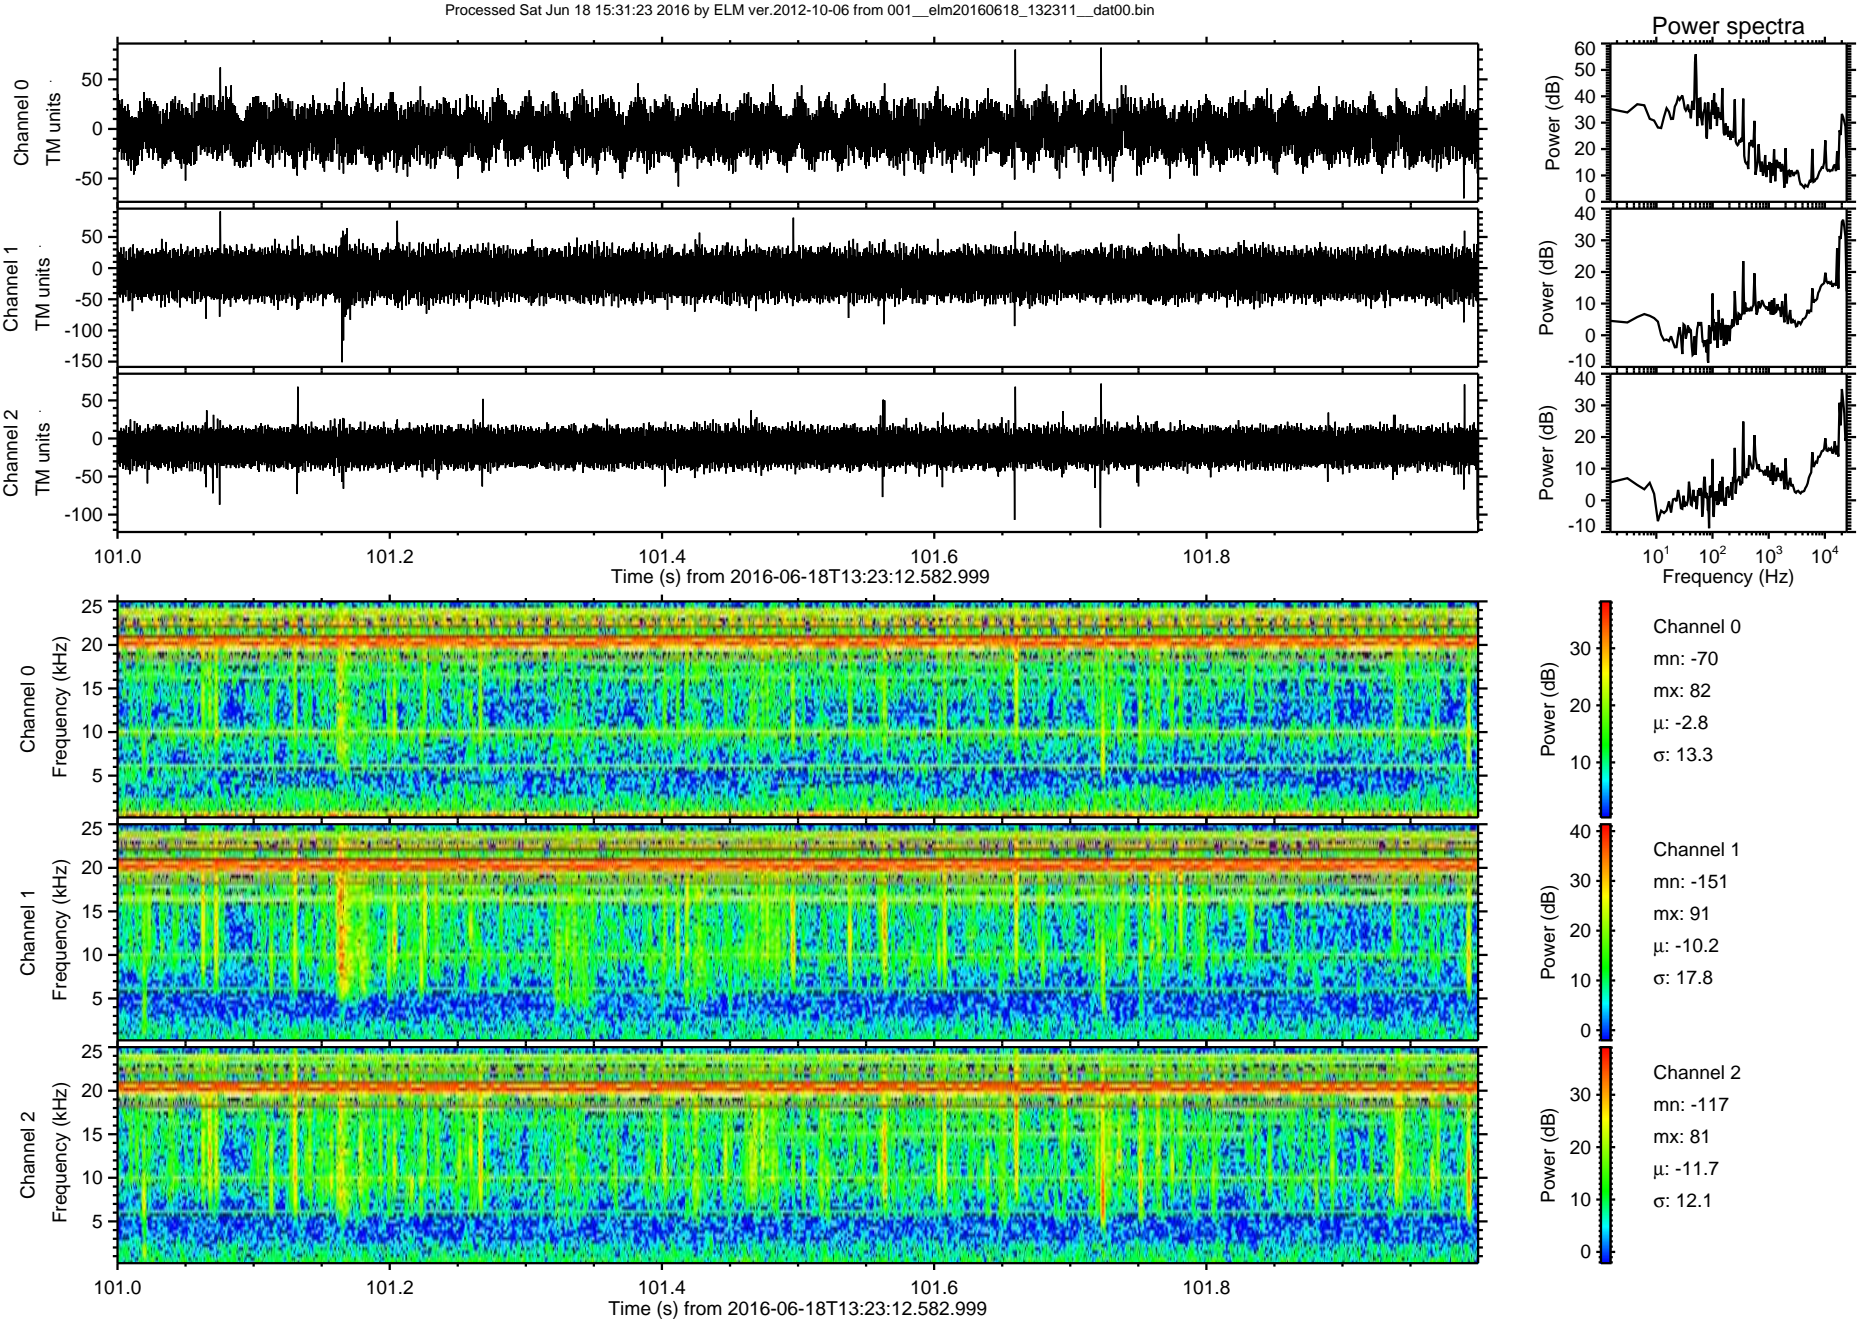 Processed Sat Jun 18 15:31:23 2016 by ELM ver.2012-10-06 from 001__elm20160618_132311__dat00.bin
Power spectra
Channel 0
TM units
50
0
-50
Power (dB)
60
50
40
30
20
10
0
Channel 1
TM units
50
0
-50
-100
-150
Power (dB)
40
30
20
10
0
-10
Channel 2
TM units
50
0
-50
-100
Power (dB)
40
30
20
10
0
-10
101.0 101.2 101.4 101.6 101.8
Time (s) from 2016-06-18T13:23:12.582.999
10¹ 10² 10³ 10⁴
Frequency (Hz)
Channel 0
Frequency (kHz)
25
20
15
10
5
Power (dB)
30
20
10
Channel 0
mn: -70
mx: 82
μ: -2.8
σ: 13.3
Channel 1
Frequency (kHz)
25
20
15
10
5
Power (dB)
40
30
20
10
0
Channel 1
mn: -151
mx: 91
μ: -10.2
σ: 17.8
Channel 2
Frequency (kHz)
25
20
15
10
5
Power (dB)
30
20
10
0
Channel 2
mn: -117
mx: 81
μ: -11.7
σ: 12.1
101.0 101.2 101.4 101.6 101.8
Time (s) from 2016-06-18T13:23:12.582.999